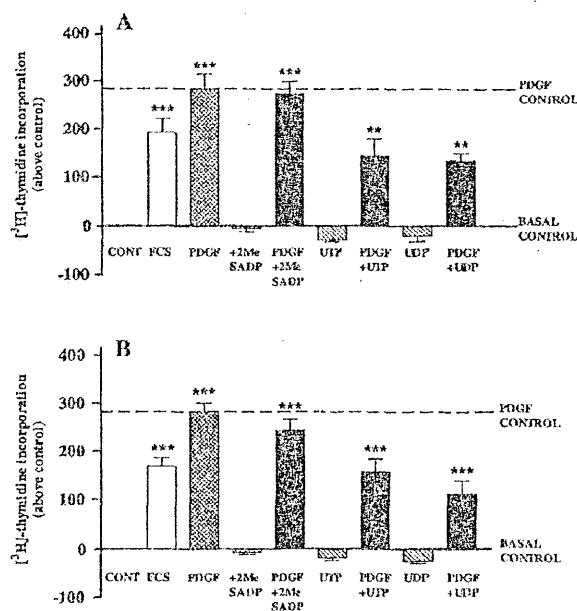 A
400
***
***
***
300
PDGF
CONTROL
***
200
**
**
100
0
BASAL
CONTROL
-100
CONT FCS PDGF +2Me SADP PDGF +2Me SADP UTP PDGF +UTP UDP PDGF +UDP
[³H]-thymidine incorporation
(above control)
B
400
***
***
300
PDGF
CONTROL
***
***
200
***
100
0
BASAL
CONTROL
-100
CONT FCS PDGF +2Me SADP PDGF +2Me SADP UTP PDGF +UTP UDP PDGF +UDP
[³H]-thymidine incorporation
(above control)